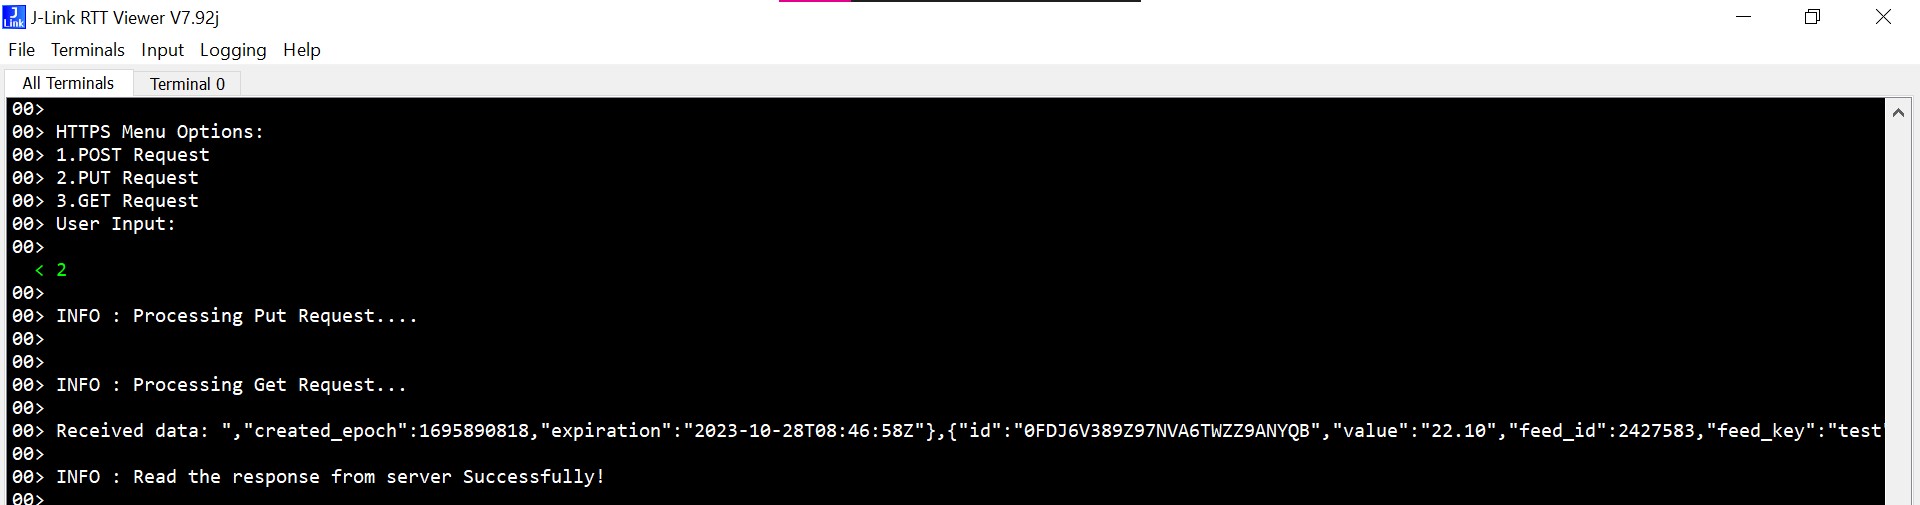 J-Link RTT Viewer V7.92j
File Terminals Input Logging Help
All Terminals Terminal 0
00>
00> HTTPS Menu Options:
00> 1.POST Request
00> 2.PUT Request
00> 3.GET Request
00> User Input:
00>
< 2
00>
00> INFO : Processing Put Request....
00>
00>
00> INFO : Processing Get Request...
00>
00> Received data: ","created_epoch":1695890818,"expiration":"2023-10-28T08:46:58Z"},{"id":"0FDJ6V389Z97NVA6TWZZ9ANYQB","value":"22.10","feed_id":2427583,"feed_key":"test"
00>
00> INFO : Read the response from server Successfully!
00>